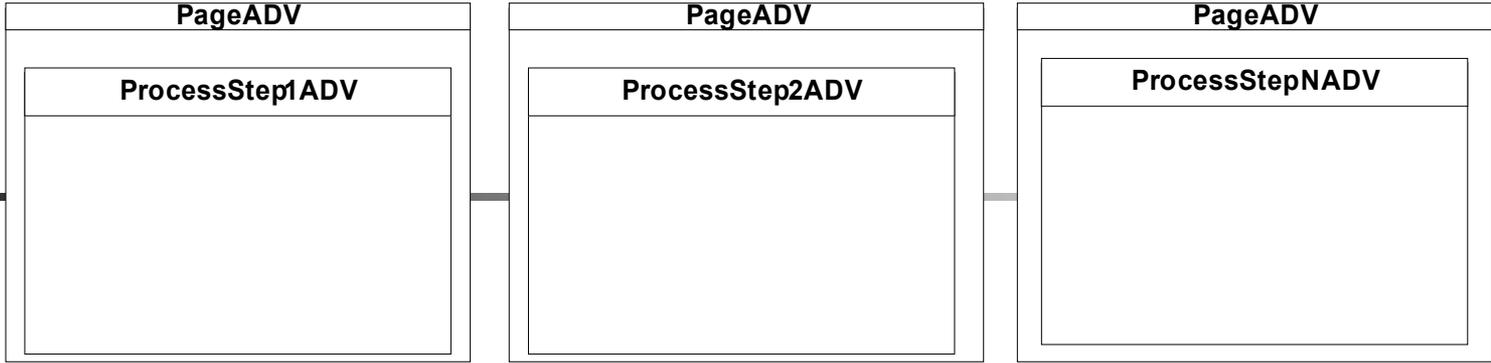 PageADV
PageADV
PageADV
ProcessStep1ADV
ProcessStep2ADV
ProcessStepNADV